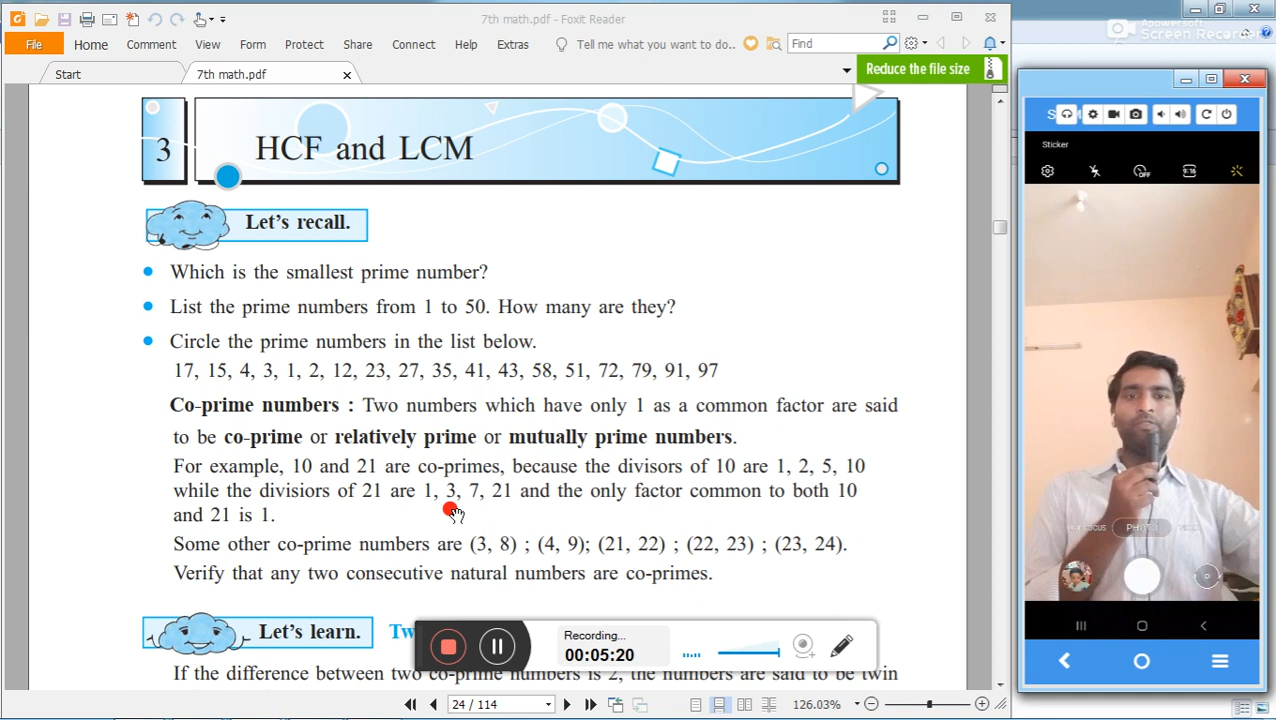 7th math.pdf - Foxit Reader
File Home Comment View Form Protect Share Connect Help Extras Tell me what you want to do.. Find
Start 7th math.pdf
Reduce the file size
Apowersoft
Screen Recorder
3 HCF and LCM
Let's recall.
Which is the smallest prime number?
List the prime numbers from 1 to 50. How many are they?
Circle the prime numbers in the list below.
17, 15, 4, 3, 1, 2, 12, 23, 27, 35, 41, 43, 58, 51, 72, 79, 91, 97
Co-prime numbers : Two numbers which have only 1 as a common factor are said
to be co-prime or relatively prime or mutually prime numbers.
For example, 10 and 21 are co-primes, because the divisors of 10 are 1, 2, 5, 10
while the divisiors of 21 are 1, 3, 7, 21 and the only factor common to both 10
and 21 is 1.
Some other co-prime numbers are (3, 8) ; (4, 9); (21, 22) ; (22, 23) ; (23, 24).
Verify that any two consecutive natural numbers are co-primes.
Let's learn. Tw
If the difference between two co-prime numbers is 2, the numbers are said to be twin
Recording...
00:05:20
24 / 114
126.03%
Sticker
OFF
9:16
PHOTO